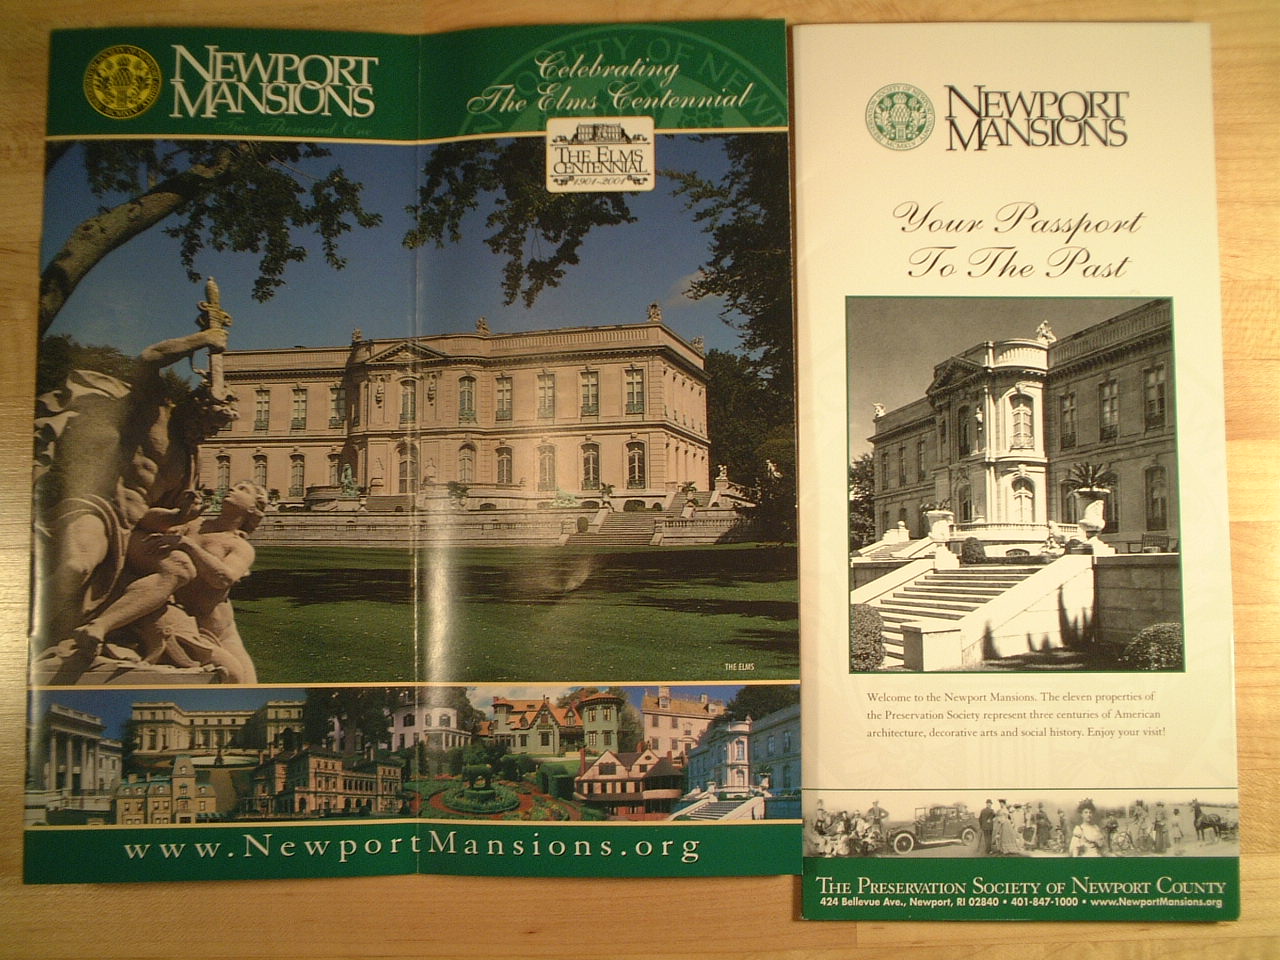 NEWPORT
MANSIONS
Two Thousand One
Celebrating
The Elms Centennial
THE ELMS
CENTENNIAL
1901-2001
THE ELMS
www.NewportMansions.org
NEWPORT
MANSIONS
Your Passport
To The Past
Welcome to the Newport Mansions. The eleven properties of
the Preservation Society represent three centuries of American
architecture, decorative arts and social history. Enjoy your visit!
THE PRESERVATION SOCIETY OF NEWPORT COUNTY
424 Bellevue Ave., Newport, RI 02840 • 401-847-1000 • www.NewportMansions.org